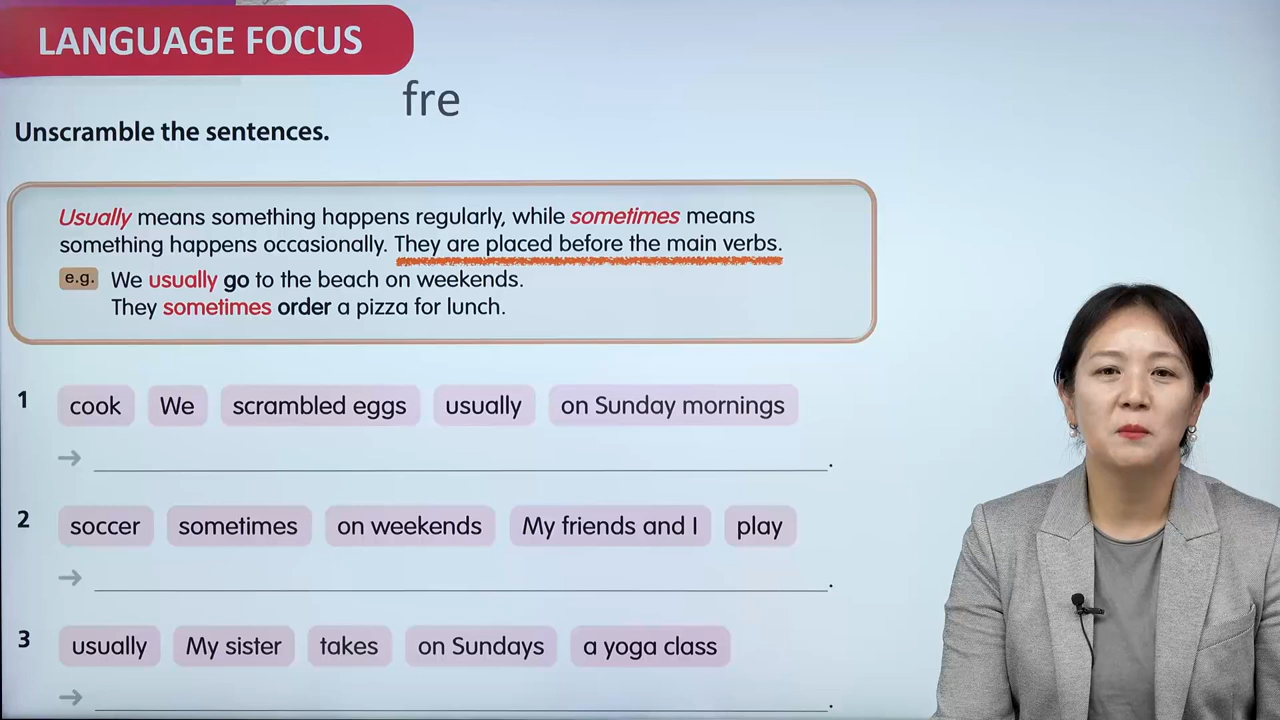 LANGUAGE FOCUS
fre
Unscramble the sentences.
Usually means something happens regularly, while sometimes means
something happens occasionally. They are placed before the main verbs.
e.g. We usually go to the beach on weekends.
They sometimes order a pizza for lunch.
1 cook We scrambled eggs usually on Sunday mornings
→ .
2 soccer sometimes on weekends My friends and I play
→ .
3 usually My sister takes on Sundays a yoga class
→ .